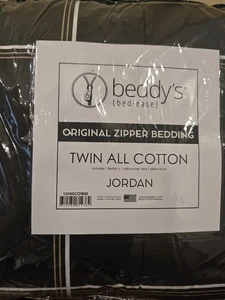 beddy's®
(bed·ease)
ORIGINAL ZIPPER BEDDING
TWIN ALL COTTON
JORDAN